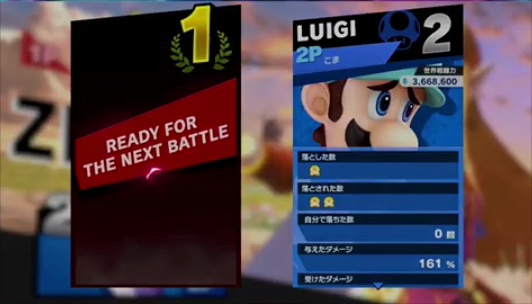 1
READY FOR
THE NEXT BATTLE
LUIGI
2
2P
こま
世界戦闘力
3,668,600
落とした数
落とされた数
自分で落ちた数
0 回
与えたダメージ
161 %
受けたダメージ